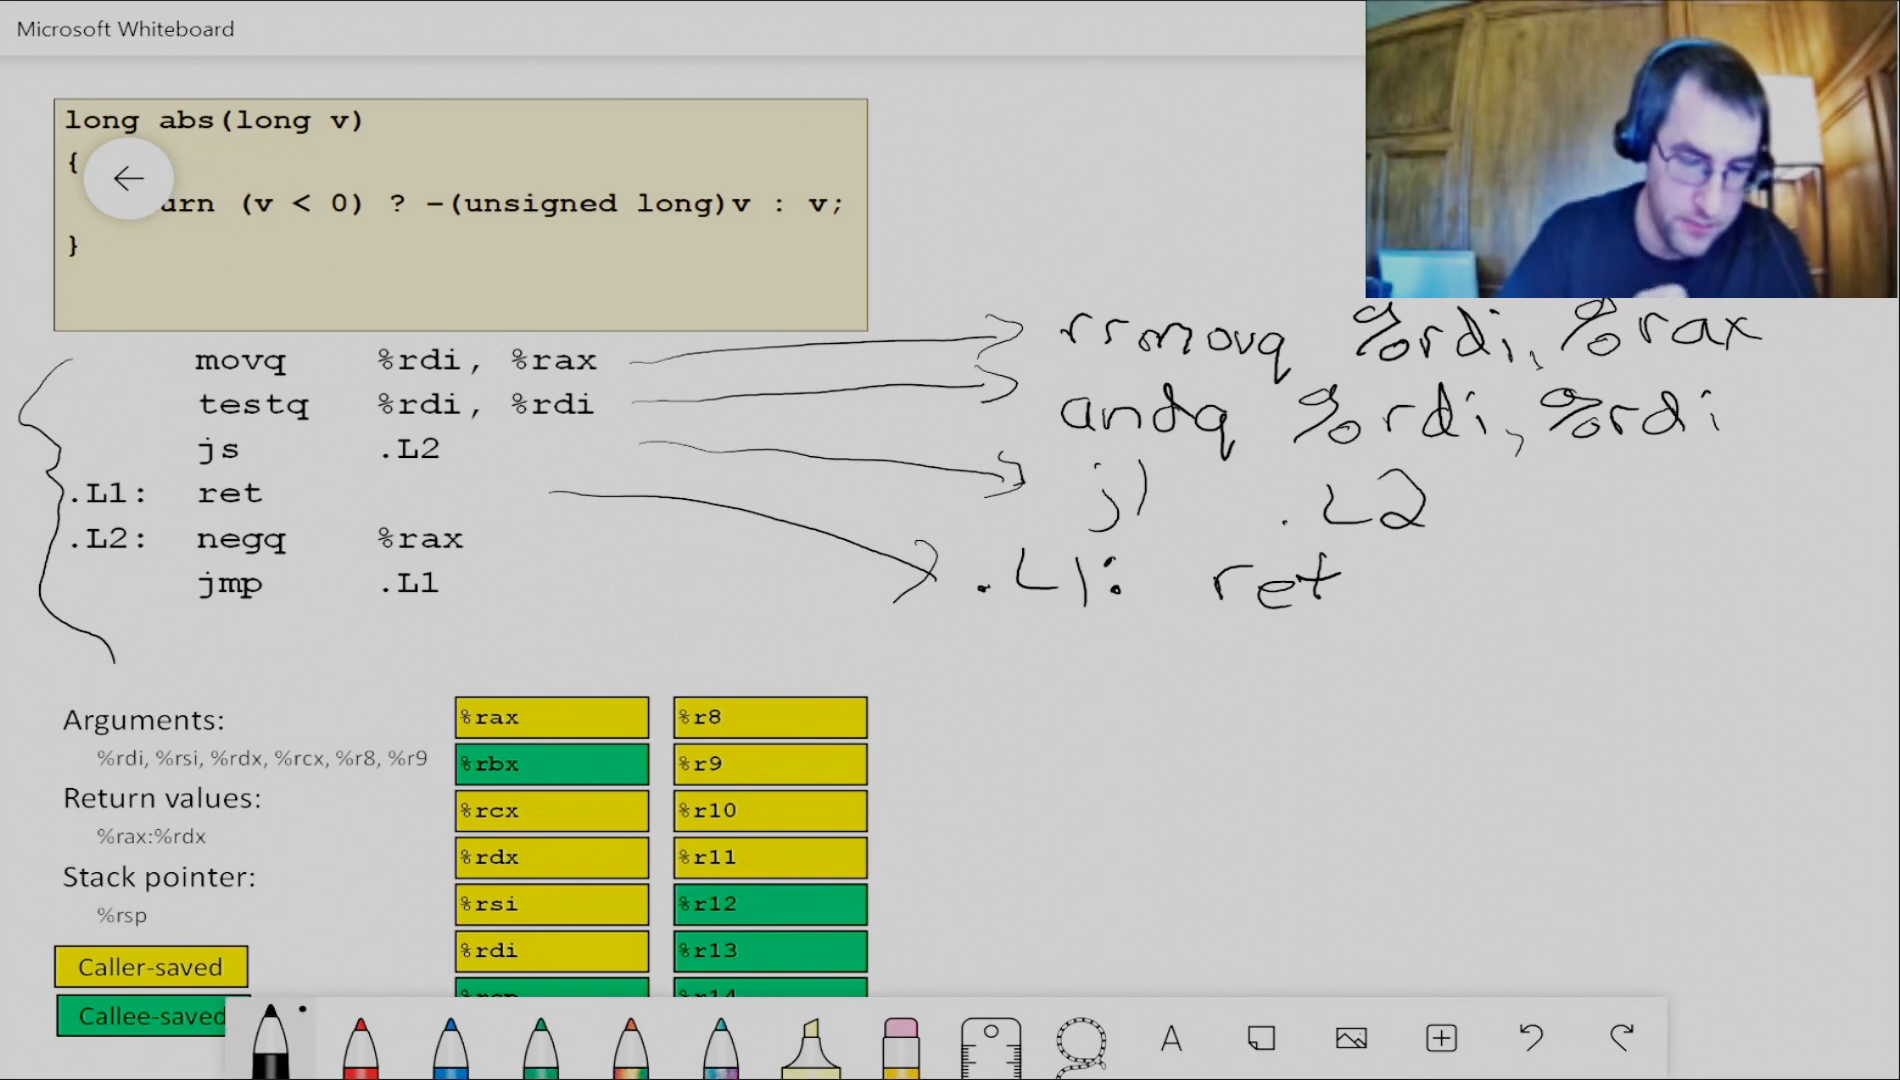 Microsoft Whiteboard
long abs(long v)
{
urn (v < 0) ? -(unsigned long)v : v;
}
movq %rdi, %rax
testq %rdi, %rdi
js .L2
.L1: ret
.L2: negq %rax
jmp .L1
rrmovq %rdi, %rax
andq %rdi, %rdi
jl .L2
.L1: ret
Arguments:
%rdi, %rsi, %rdx, %rcx, %r8, %r9
Return values:
%rax:%rdx
Stack pointer:
%rsp
Caller-saved
Callee-saved
%rax %r8
%rbx %r9
%rcx %r10
%rdx %r11
%rsi %r12
%rdi %r13
%rsp %r14
A